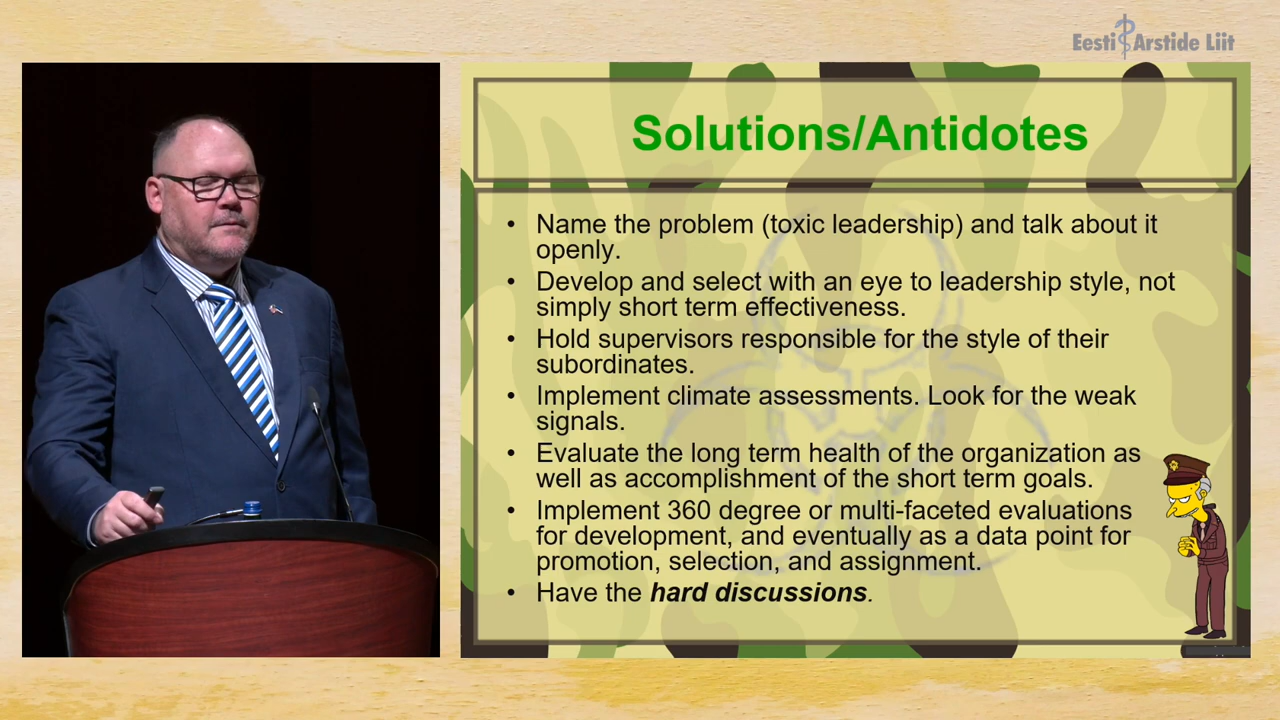 Eesti Arstide Liit
Solutions/Antidotes
• Name the problem (toxic leadership) and talk about it
openly.
• Develop and select with an eye to leadership style, not
simply short term effectiveness.
• Hold supervisors responsible for the style of their
subordinates.
• Implement climate assessments. Look for the weak
signals.
• Evaluate the long term health of the organization as
well as accomplishment of the short term goals.
• Implement 360 degree or multi-faceted evaluations
for development, and eventually as a data point for
promotion, selection, and assignment.
• Have the hard discussions.